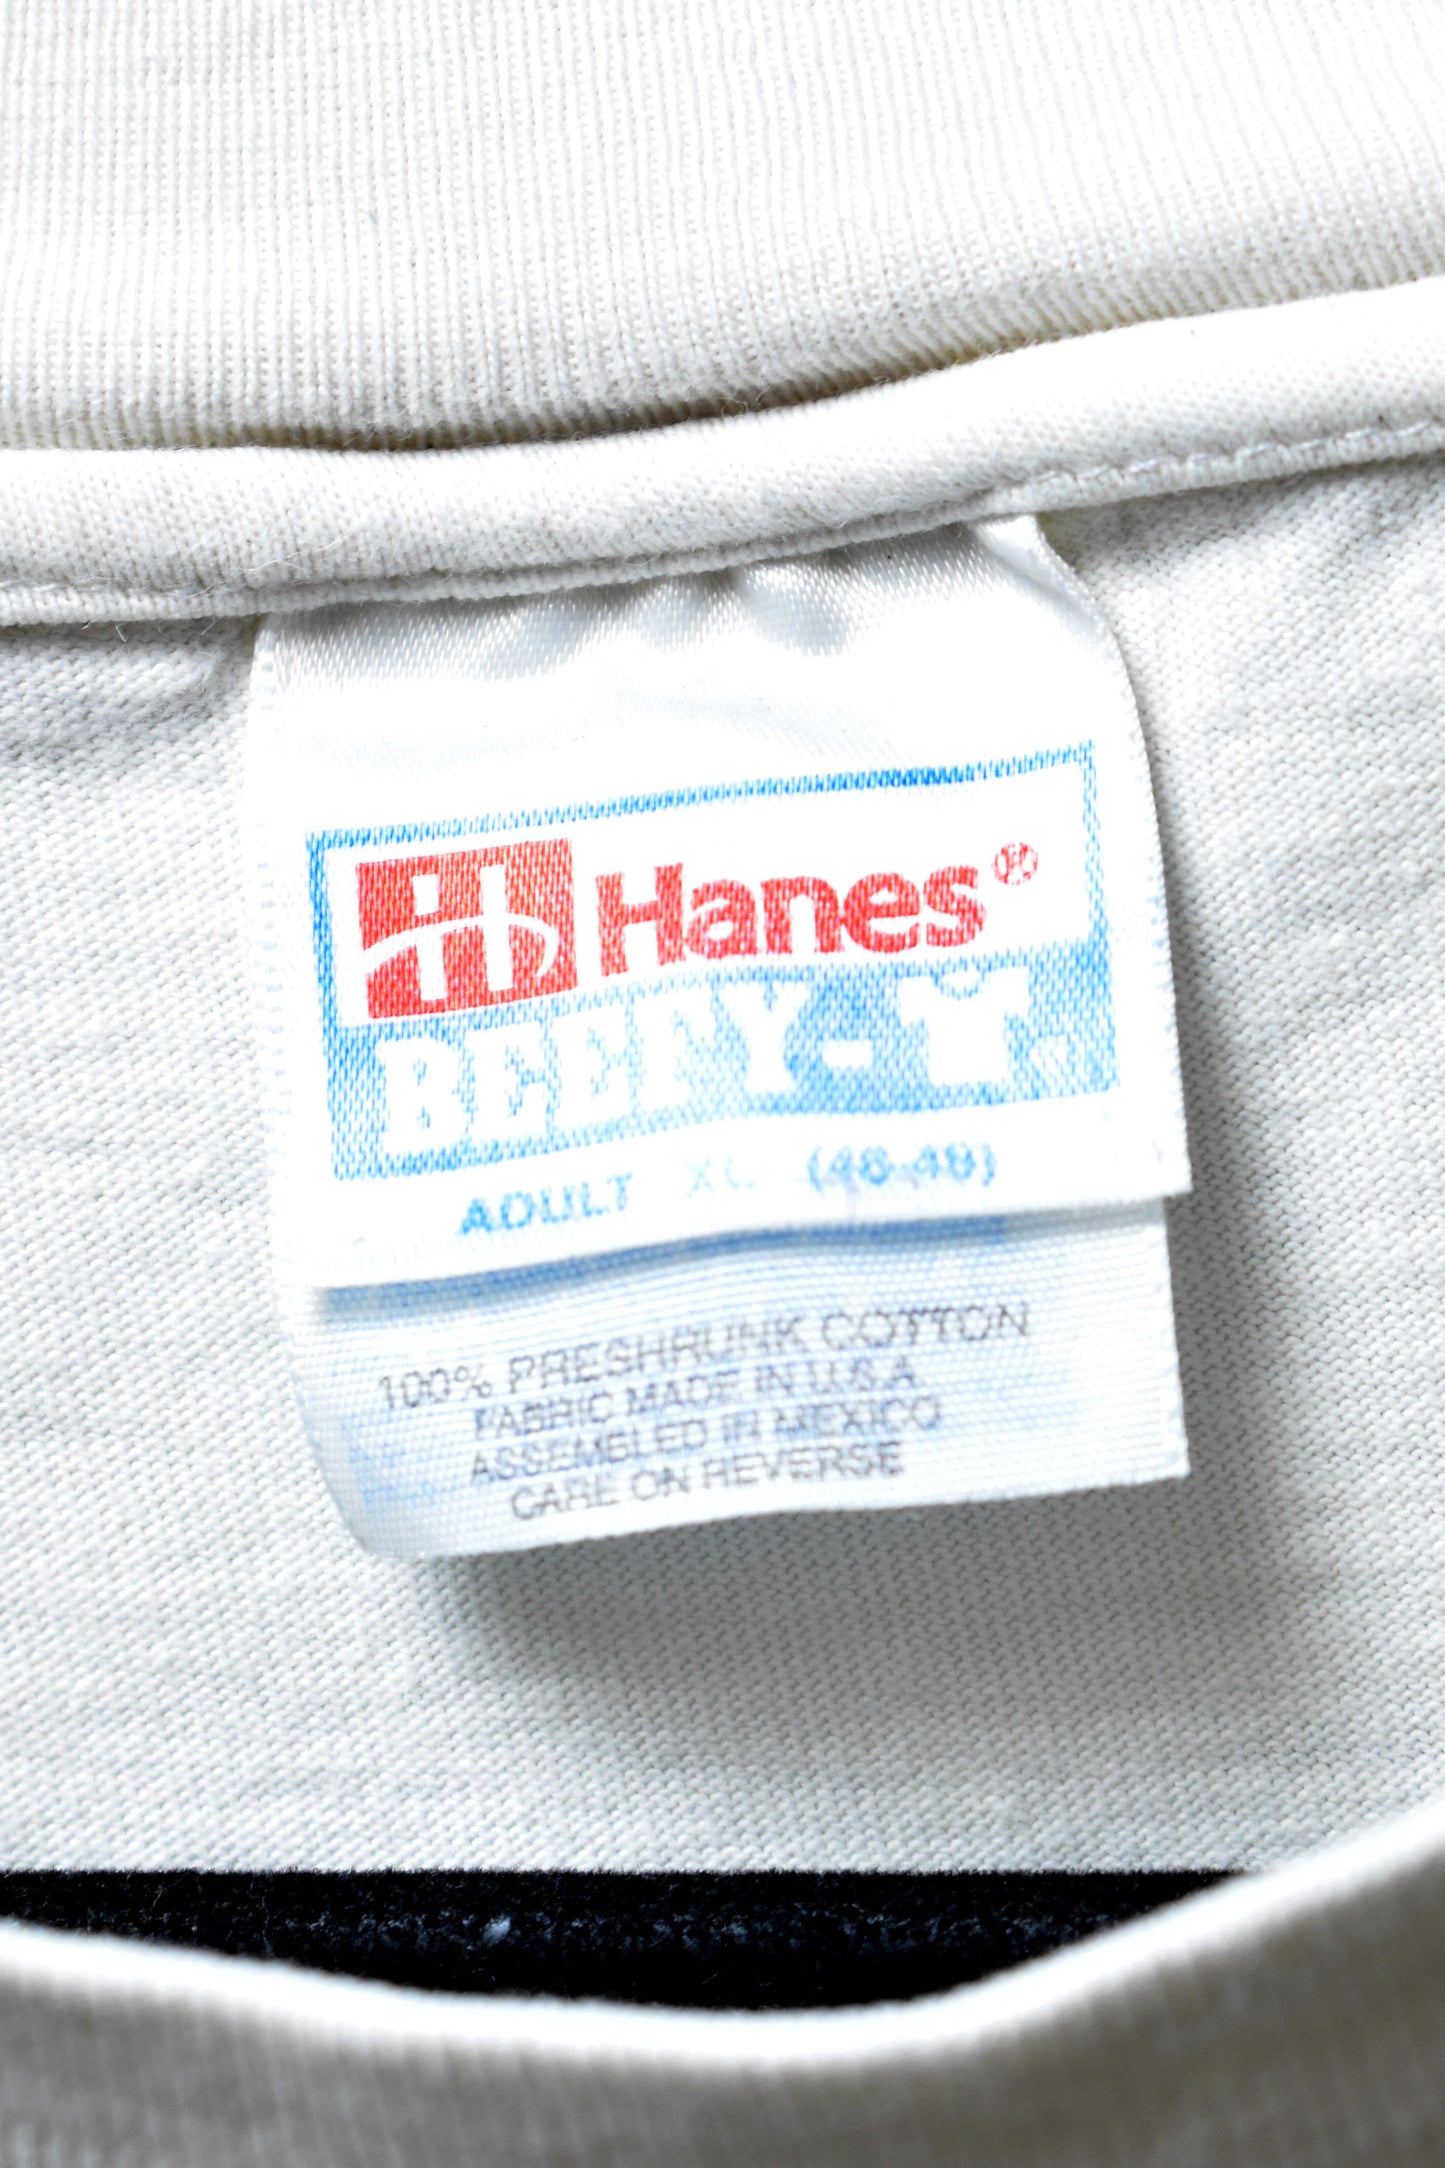 H Hanes®
BEEFY-T.
ADULT XL (46-48)
100% PRESHRUNK COTTON
FABRIC MADE IN U.S.A
ASSEMBLED IN MEXICO
CARE ON REVERSE